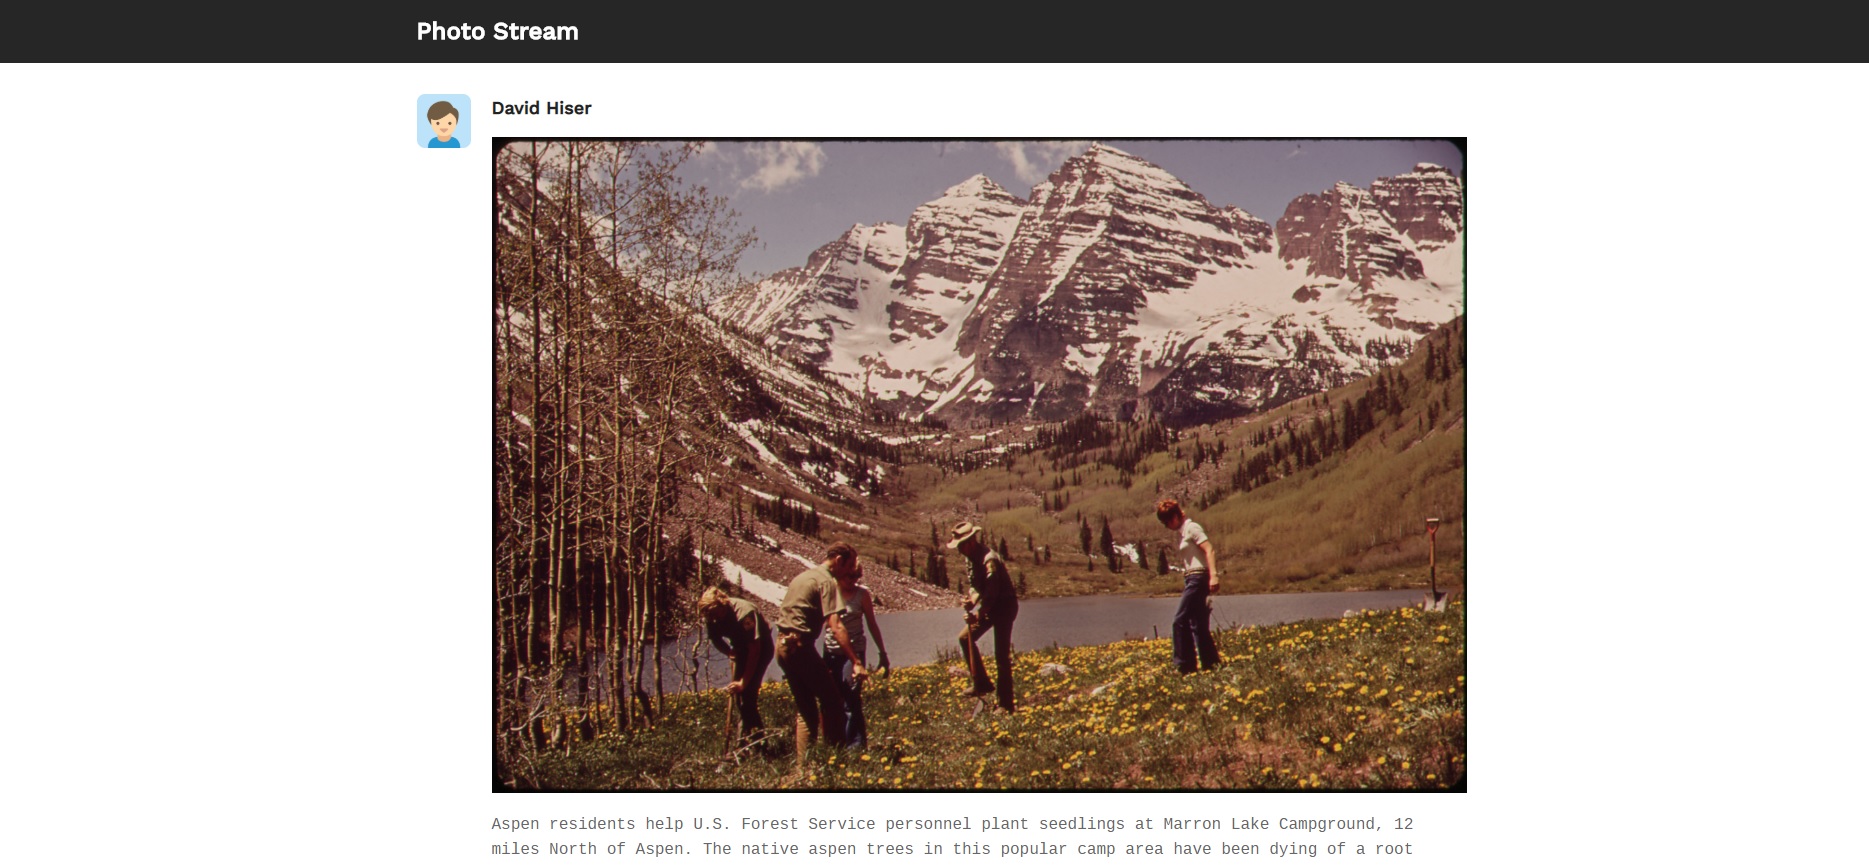 Photo Stream
David Hiser
Aspen residents help U.S. Forest Service personnel plant seedlings at Marron Lake Campground, 12
miles North of Aspen. The native aspen trees in this popular camp area have been dying of a root